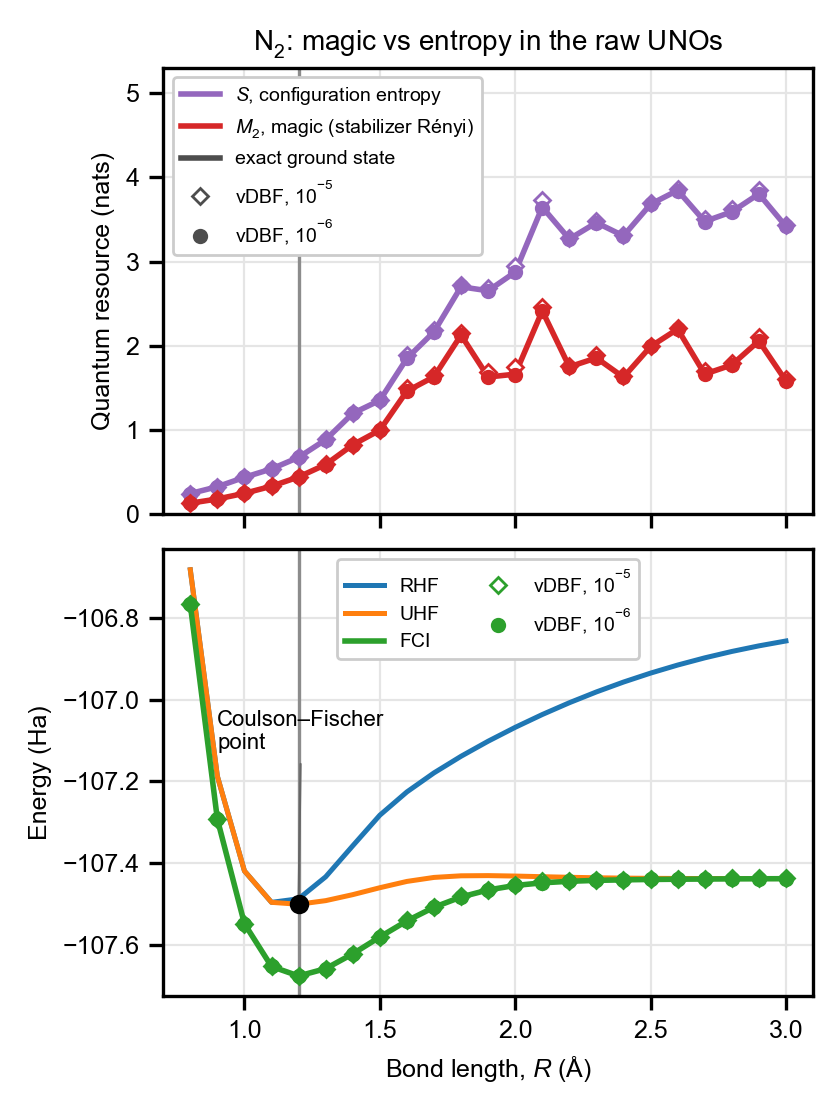 N₂: magic vs entropy in the raw UNOs
Quantum resource (nats)
5
4
3
2
1
0
S, configuration entropy
M₂, magic (stabilizer Rényi)
exact ground state
vDBF, 10⁻⁵
vDBF, 10⁻⁶
Energy (Ha)
−106.8
−107.0
−107.2
−107.4
−107.6
RHF
UHF
FCI
vDBF, 10⁻⁵
vDBF, 10⁻⁶
Coulson–Fischer
point
1.0 1.5 2.0 2.5 3.0
Bond length, R (Å)